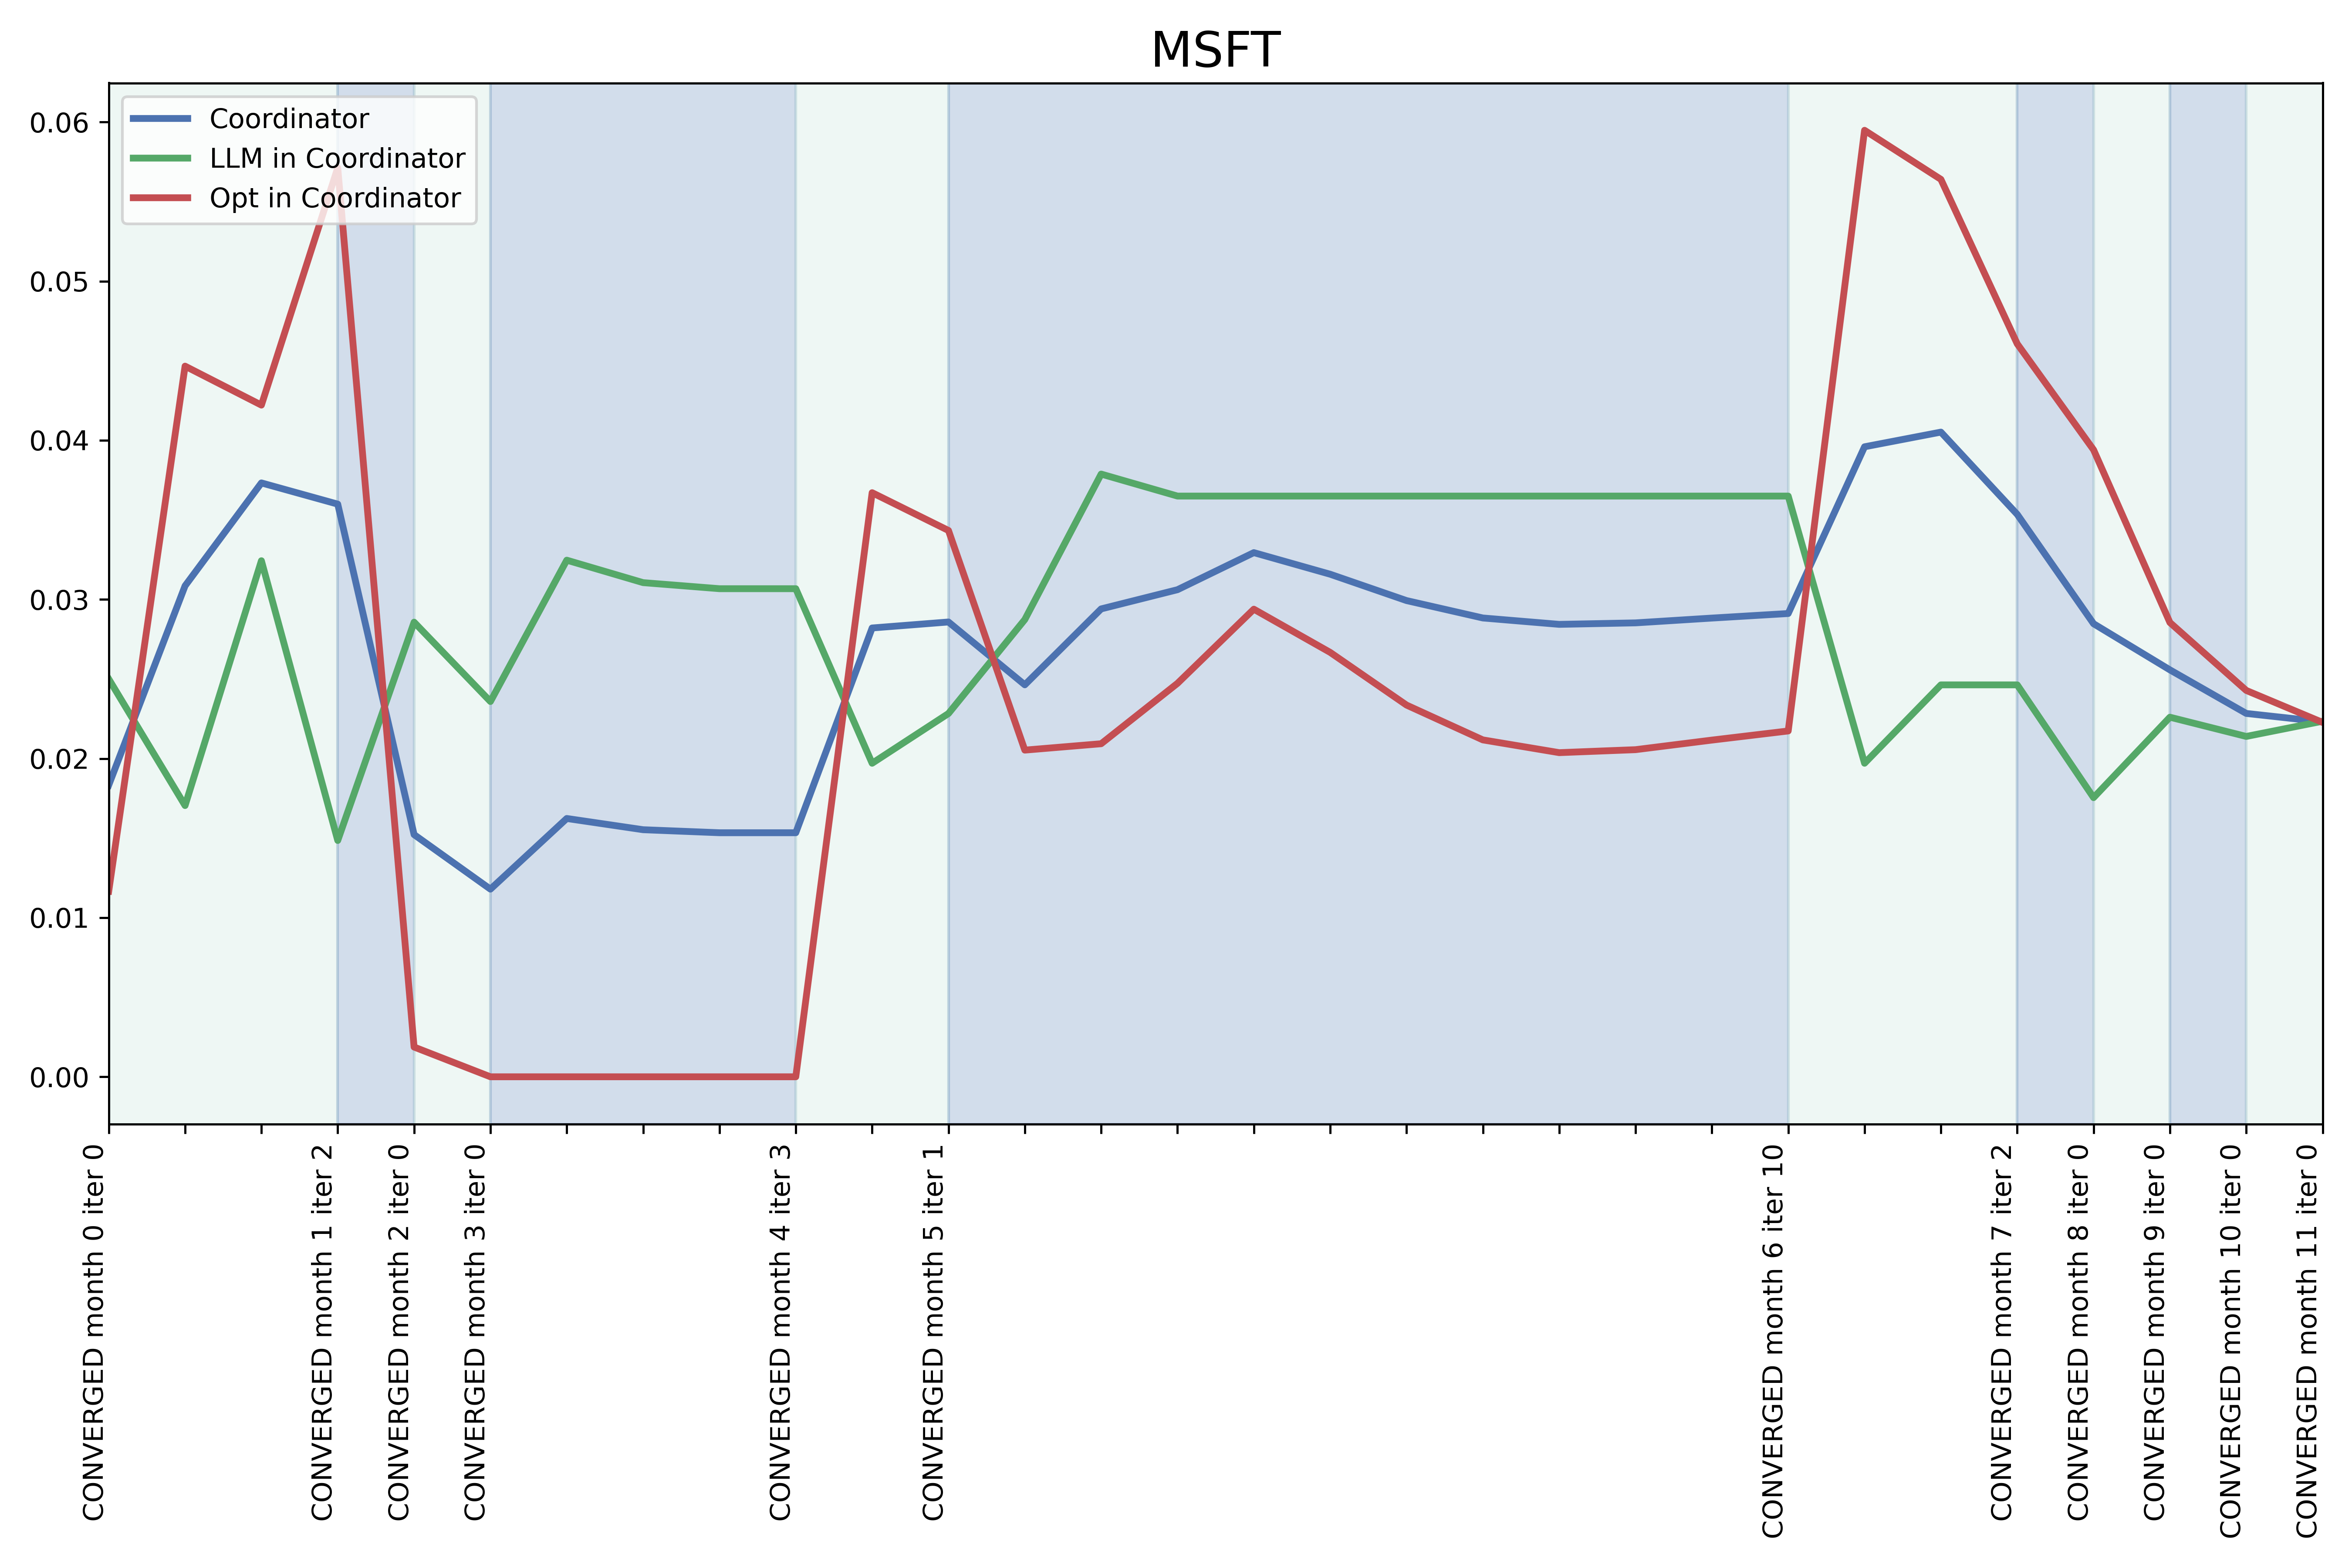 MSFT
Coordinator
LLM in Coordinator
Opt in Coordinator
0.06
0.05
0.04
0.03
0.02
0.01
0.00
CONVERGED month 0 iter 0
CONVERGED month 1 iter 2
CONVERGED month 2 iter 0
CONVERGED month 3 iter 0
CONVERGED month 4 iter 3
CONVERGED month 5 iter 1
CONVERGED month 6 iter 10
CONVERGED month 7 iter 2
CONVERGED month 8 iter 0
CONVERGED month 9 iter 0
CONVERGED month 10 iter 0
CONVERGED month 11 iter 0